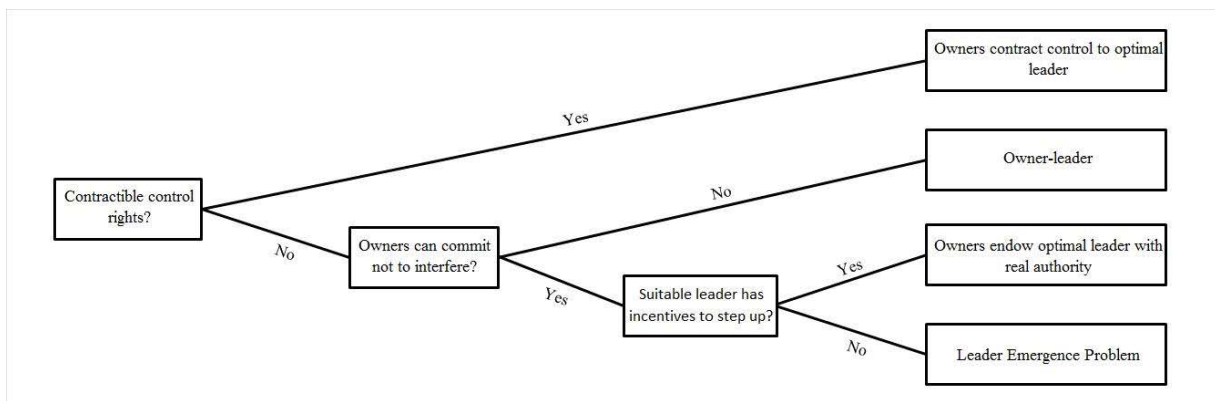 Contractible control
rights?
Yes
No
Owners contract control to optimal
leader
Owners can commit
not to interfere?
No
Yes
Owner-leader
Suitable leader has
incentives to step up?
Yes
No
Owners endow optimal leader with
real authority
Leader Emergence Problem